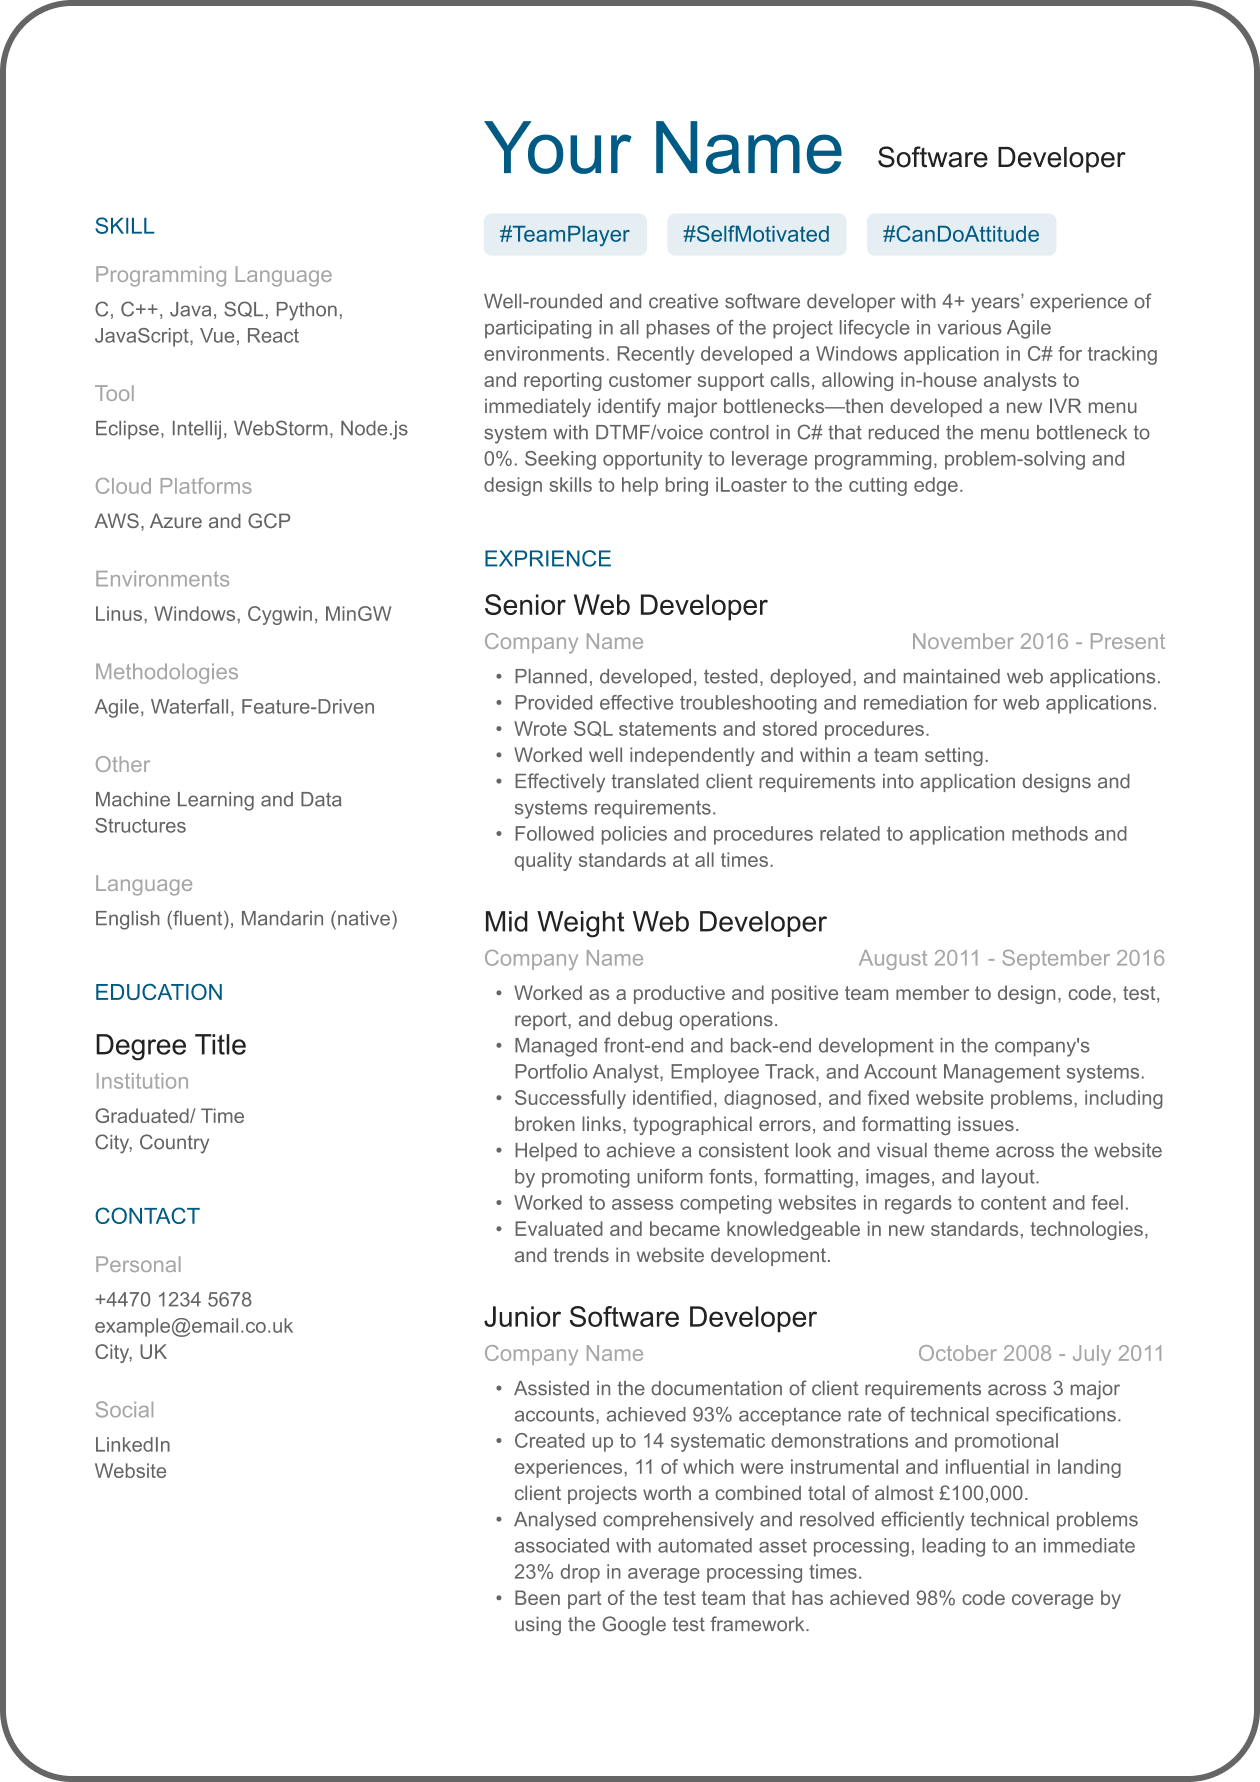 Your Name Software Developer
#TeamPlayer #SelfMotivated #CanDoAttitude
Well-rounded and creative software developer with 4+ years’ experience of
participating in all phases of the project lifecycle in various Agile
environments. Recently developed a Windows application in C# for tracking
and reporting customer support calls, allowing in-house analysts to
immediately identify major bottlenecks—then developed a new IVR menu
system with DTMF/voice control in C# that reduced the menu bottleneck to
0%. Seeking opportunity to leverage programming, problem-solving and
design skills to help bring iLoaster to the cutting edge.
SKILL
Programming Language
C, C++, Java, SQL, Python,
JavaScript, Vue, React
Tool
Eclipse, Intellij, WebStorm, Node.js
Cloud Platforms
AWS, Azure and GCP
Environments
Linus, Windows, Cygwin, MinGW
Methodologies
Agile, Waterfall, Feature-Driven
Other
Machine Learning and Data
Structures
Language
English (fluent), Mandarin (native)
EDUCATION
Degree Title
Institution
Graduated/ Time
City, Country
CONTACT
Personal
+4470 1234 5678
example@email.co.uk
City, UK
Social
LinkedIn
Website
EXPRIENCE
Senior Web Developer
Company Name November 2016 - Present
• Planned, developed, tested, deployed, and maintained web applications.
• Provided effective troubleshooting and remediation for web applications.
• Wrote SQL statements and stored procedures.
• Worked well independently and within a team setting.
• Effectively translated client requirements into application designs and
systems requirements.
• Followed policies and procedures related to application methods and
quality standards at all times.
Mid Weight Web Developer
Company Name August 2011 - September 2016
• Worked as a productive and positive team member to design, code, test,
report, and debug operations.
• Managed front-end and back-end development in the company's
Portfolio Analyst, Employee Track, and Account Management systems.
• Successfully identified, diagnosed, and fixed website problems, including
broken links, typographical errors, and formatting issues.
• Helped to achieve a consistent look and visual theme across the website
by promoting uniform fonts, formatting, images, and layout.
• Worked to assess competing websites in regards to content and feel.
• Evaluated and became knowledgeable in new standards, technologies,
and trends in website development.
Junior Software Developer
Company Name October 2008 - July 2011
• Assisted in the documentation of client requirements across 3 major
accounts, achieved 93% acceptance rate of technical specifications.
• Created up to 14 systematic demonstrations and promotional
experiences, 11 of which were instrumental and influential in landing
client projects worth a combined total of almost £100,000.
• Analysed comprehensively and resolved efficiently technical problems
associated with automated asset processing, leading to an immediate
23% drop in average processing times.
• Been part of the test team that has achieved 98% code coverage by
using the Google test framework.